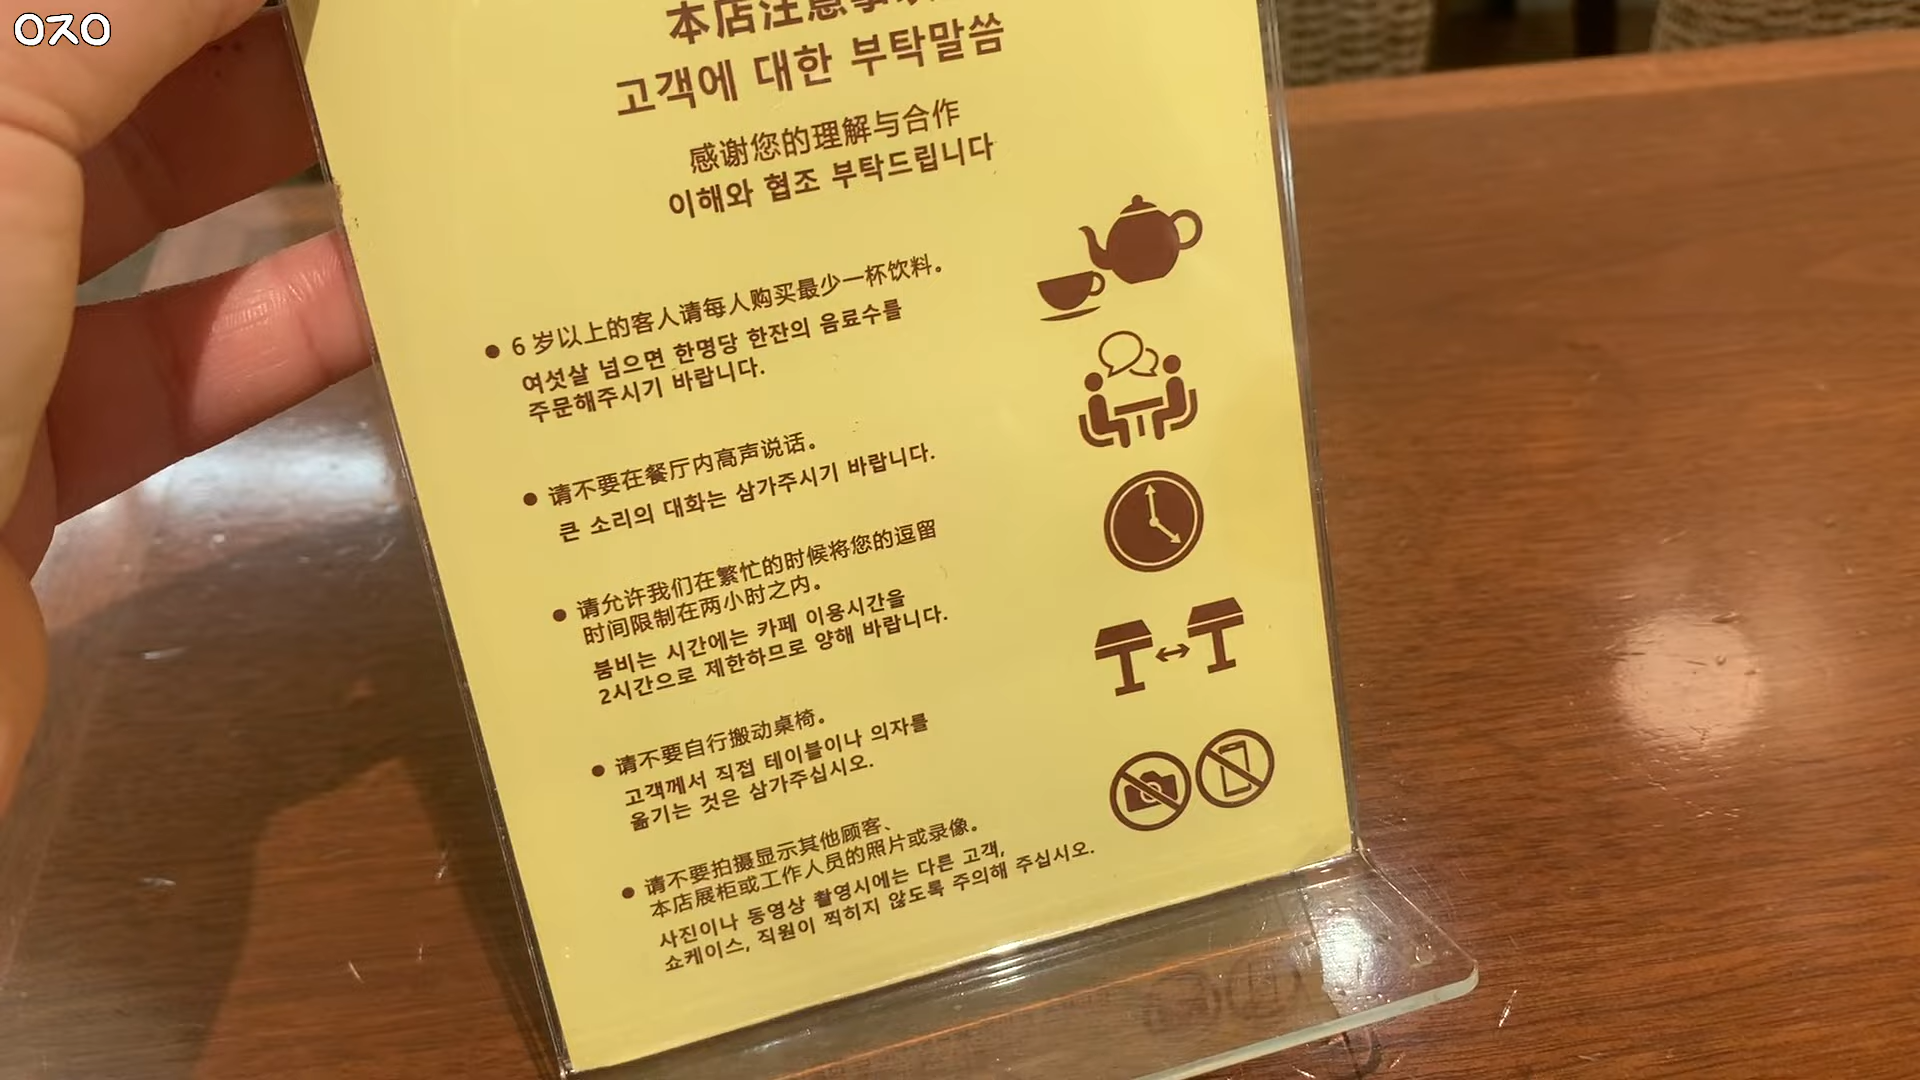 ㅇㅈㅇ
本店注意事项
고객에 대한 부탁말씀
感谢您的理解与合作
이해와 협조 부탁드립니다
● 6 岁以上的客人请每人购买最少一杯饮料。
여섯살 넘으면 한명당 한잔의 음료수를
주문해주시기 바랍니다.
● 请不要在餐厅内高声说话。
큰 소리의 대화는 삼가주시기 바랍니다.
● 请允许我们在繁忙的时候将您的逗留
时间限制在两小时之内。
붐비는 시간에는 카페 이용시간을
2시간으로 제한하므로 양해 바랍니다.
● 请不要自行搬动桌椅。
고객께서 직접 테이블이나 의자를
옮기는 것은 삼가주십시오.
● 请不要拍摄显示其他顾客、
本店展柜或工作人员的照片或录像。
사진이나 동영상 촬영시에는 다른 고객,
쇼케이스, 직원이 찍히지 않도록 주의해 주십시오.